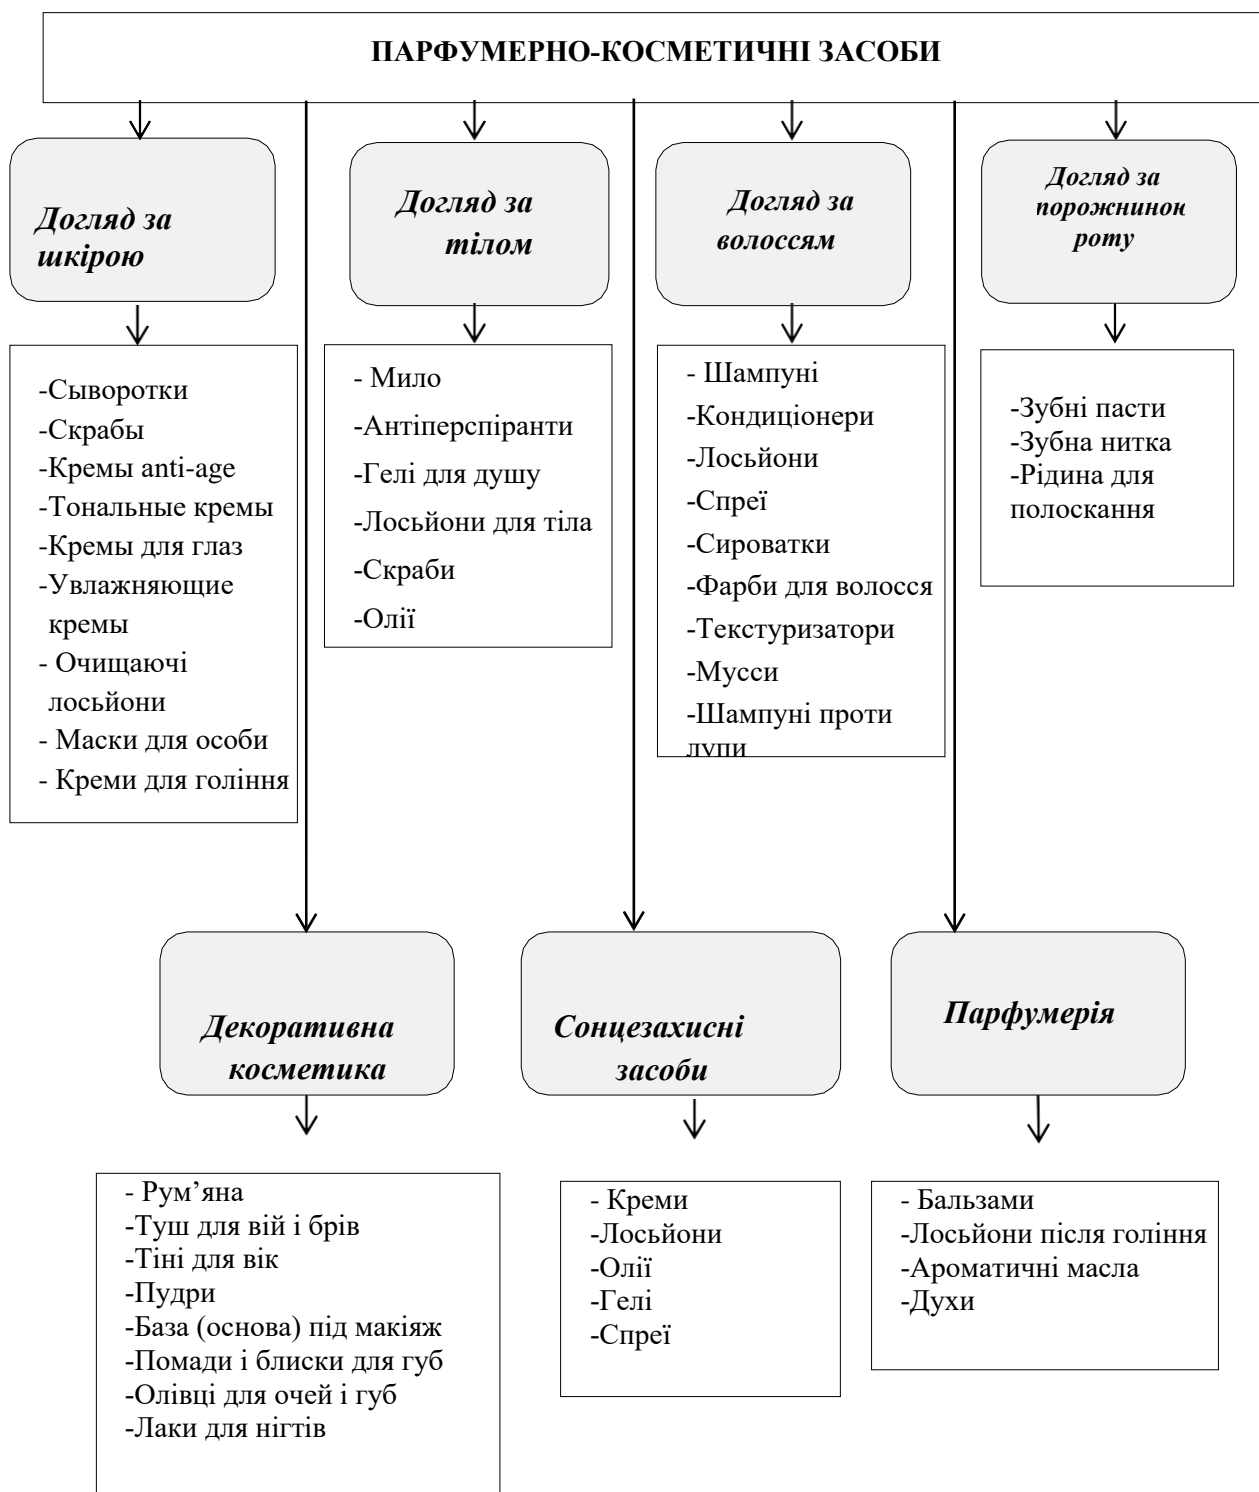 ПАРФУМЕРНО-КОСМЕТИЧНІ ЗАСОБИ
Догляд за
шкірою
Догляд за
тілом
Догляд за
волоссям
Догляд за
порожниною
роту
-Сыворотки
-Скрабы
-Кремы anti-age
-Тональные кремы
-Кремы для глаз
-Увлажняющие
кремы
- Очищаючі
лосьйони
- Маски для особи
- Креми для гоління
- Мило
-Антіперспіранти
-Гелі для душу
-Лосьйони для тіла
-Скраби
-Олії
- Шампуні
-Кондиціонери
-Лосьйони
-Спреї
-Сироватки
-Фарби для волосся
-Текстуризатори
-Мусси
-Шампуні проти
лупи
-Зубні пасти
-Зубна нитка
-Рідина для
полоскання
Декоративна
косметика
Сонцезахисні
засоби
Парфумерія
- Рум’яна
-Туш для вій і брів
-Тіні для вік
-Пудри
-База (основа) під макіяж
-Помади і блиски для губ
-Олівці для очей і губ
-Лаки для нігтів
- Креми
-Лосьйони
-Олії
-Гелі
-Спреї
- Бальзами
-Лосьйони після гоління
-Ароматичні масла
-Духи